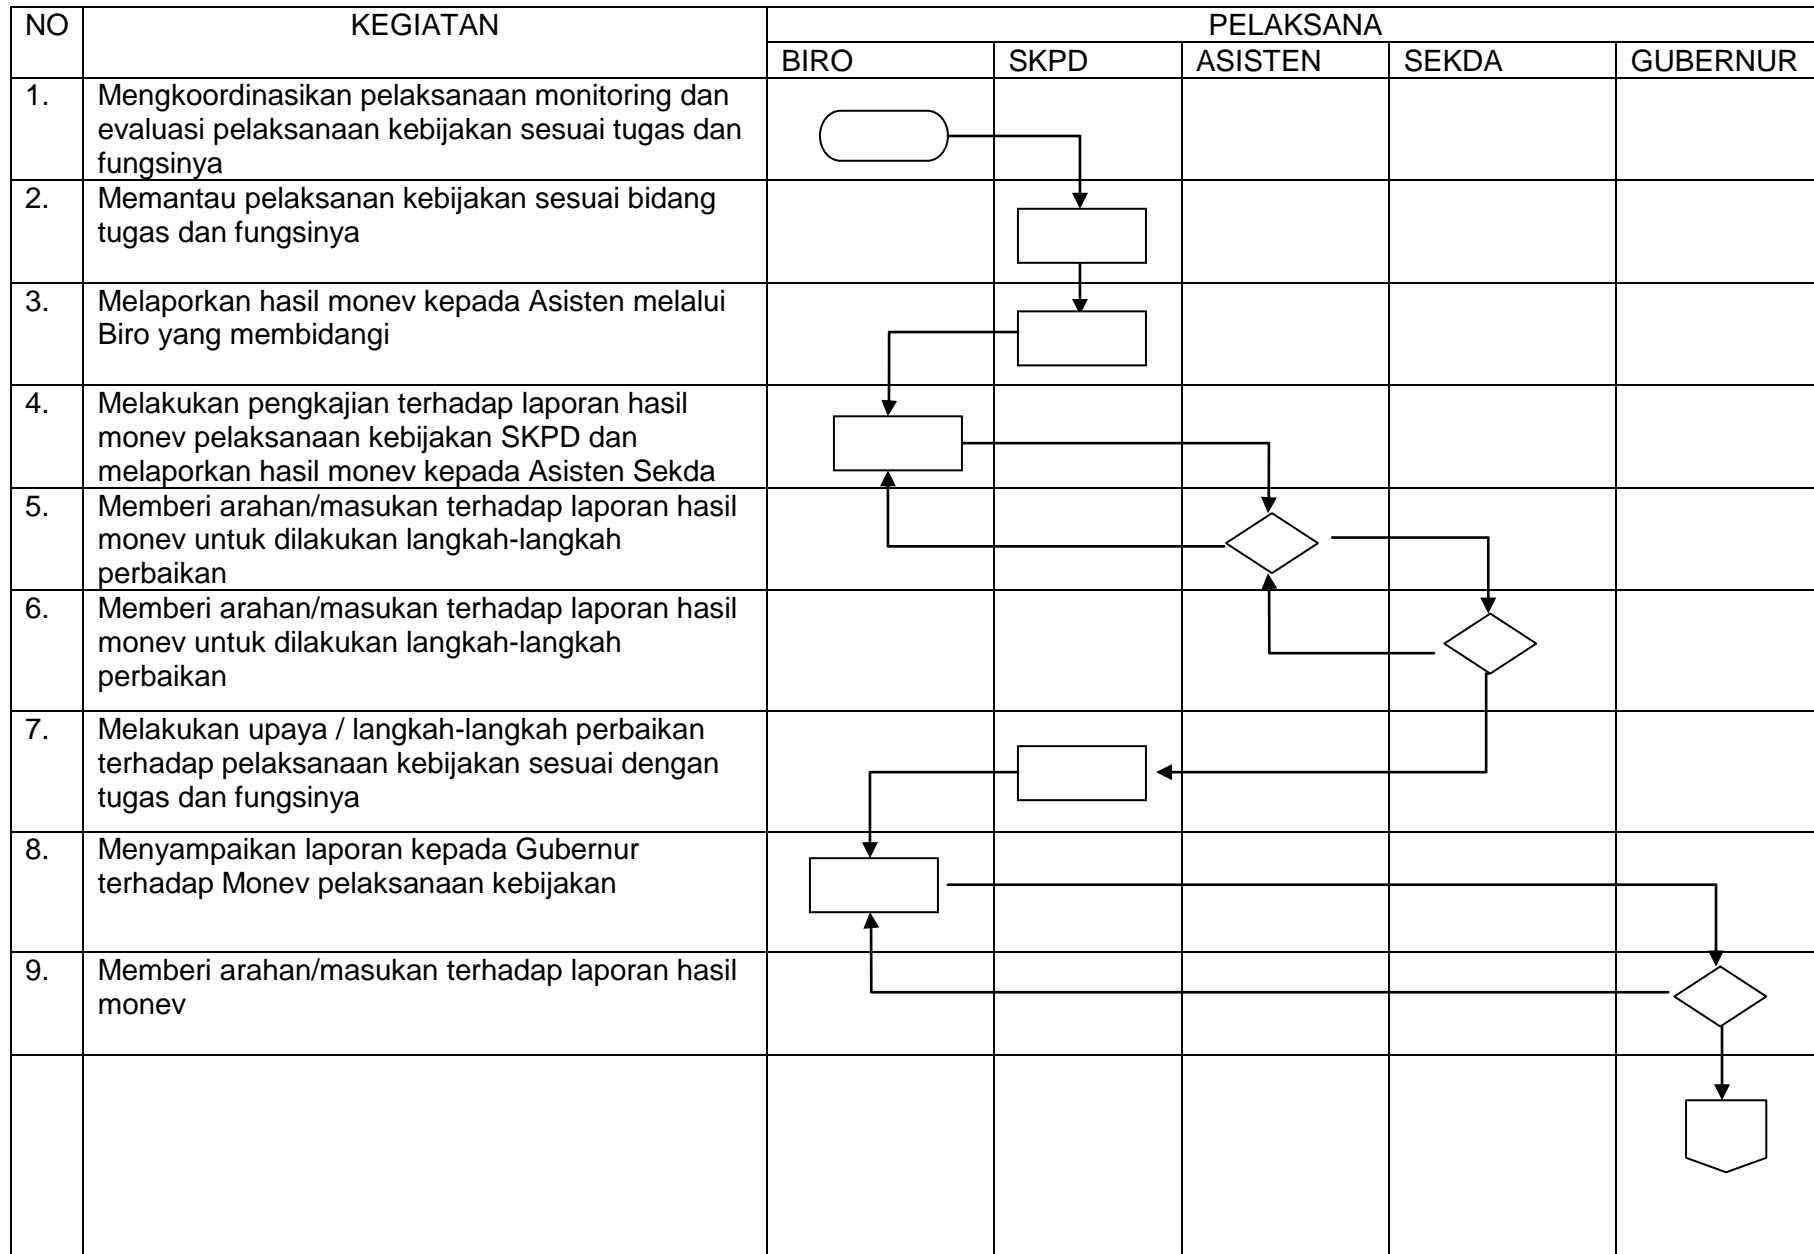 NO
KEGIATAN
PELAKSANA
BIRO
SKPD
ASISTEN
SEKDA
GUBERNUR
1.
Mengkoordinasikan pelaksanaan monitoring dan
evaluasi pelaksanaan kebijakan sesuai tugas dan
fungsinya
2.
Memantau pelaksanan kebijakan sesuai bidang
tugas dan fungsinya
3.
Melaporkan hasil monev kepada Asisten melalui
Biro yang membidangi
4.
Melakukan pengkajian terhadap laporan hasil
monev pelaksanaan kebijakan SKPD dan
melaporkan hasil monev kepada Asisten Sekda
5.
Memberi arahan/masukan terhadap laporan hasil
monev untuk dilakukan langkah-langkah
perbaikan
6.
Memberi arahan/masukan terhadap laporan hasil
monev untuk dilakukan langkah-langkah
perbaikan
7.
Melakukan upaya / langkah-langkah perbaikan
terhadap pelaksanaan kebijakan sesuai dengan
tugas dan fungsinya
8.
Menyampaikan laporan kepada Gubernur
terhadap Monev pelaksanaan kebijakan
9.
Memberi arahan/masukan terhadap laporan hasil
monev